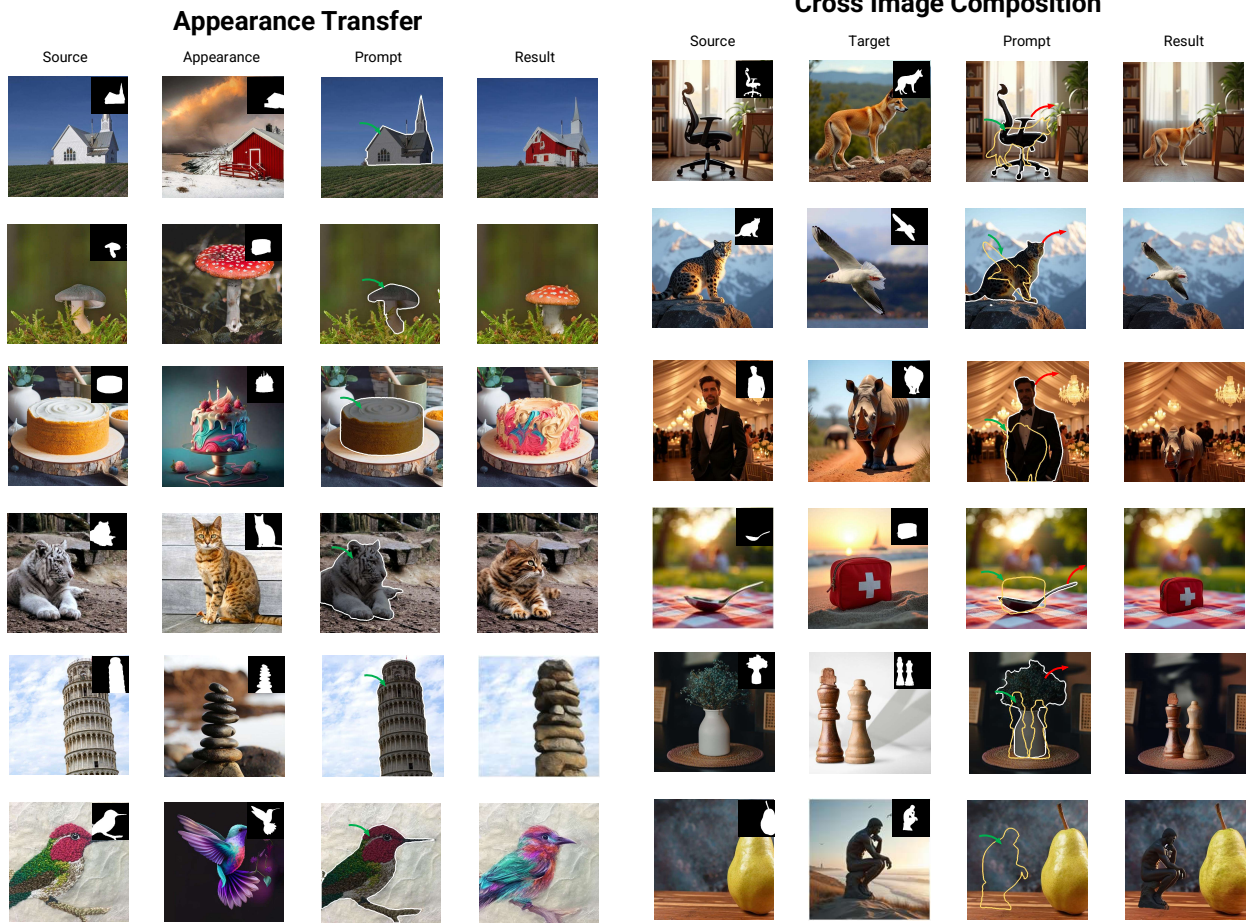 Appearance Transfer
Source Appearance Prompt Result
Cross Image Composition
Source Target Prompt Result